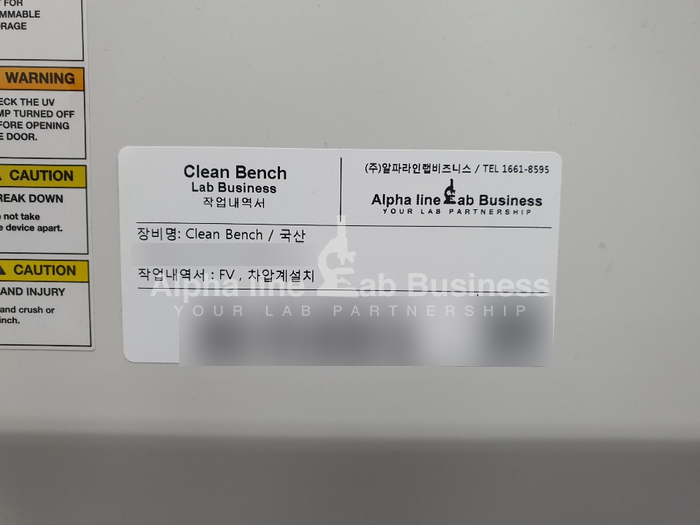 FOR
MMABLE
RAGE
WARNING
ECK THE UV
MP TURNED OFF
FORE OPENING
E DOOR.
CAUTION
REAK DOWN
not take
e device apart.
CAUTION
AND INJURY
and crush or
inch.
Clean Bench
Lab Business
작업내역서
(주)알파라인랩비즈니스 / TEL 1661-8595
Alpha line Lab Business
YOUR LAB PARTNERSHIP
장비명: Clean Bench / 국산
작업내역서 : FV , 차압계설치
Alpha line Lab Business
YOUR LAB PARTNERSHIP